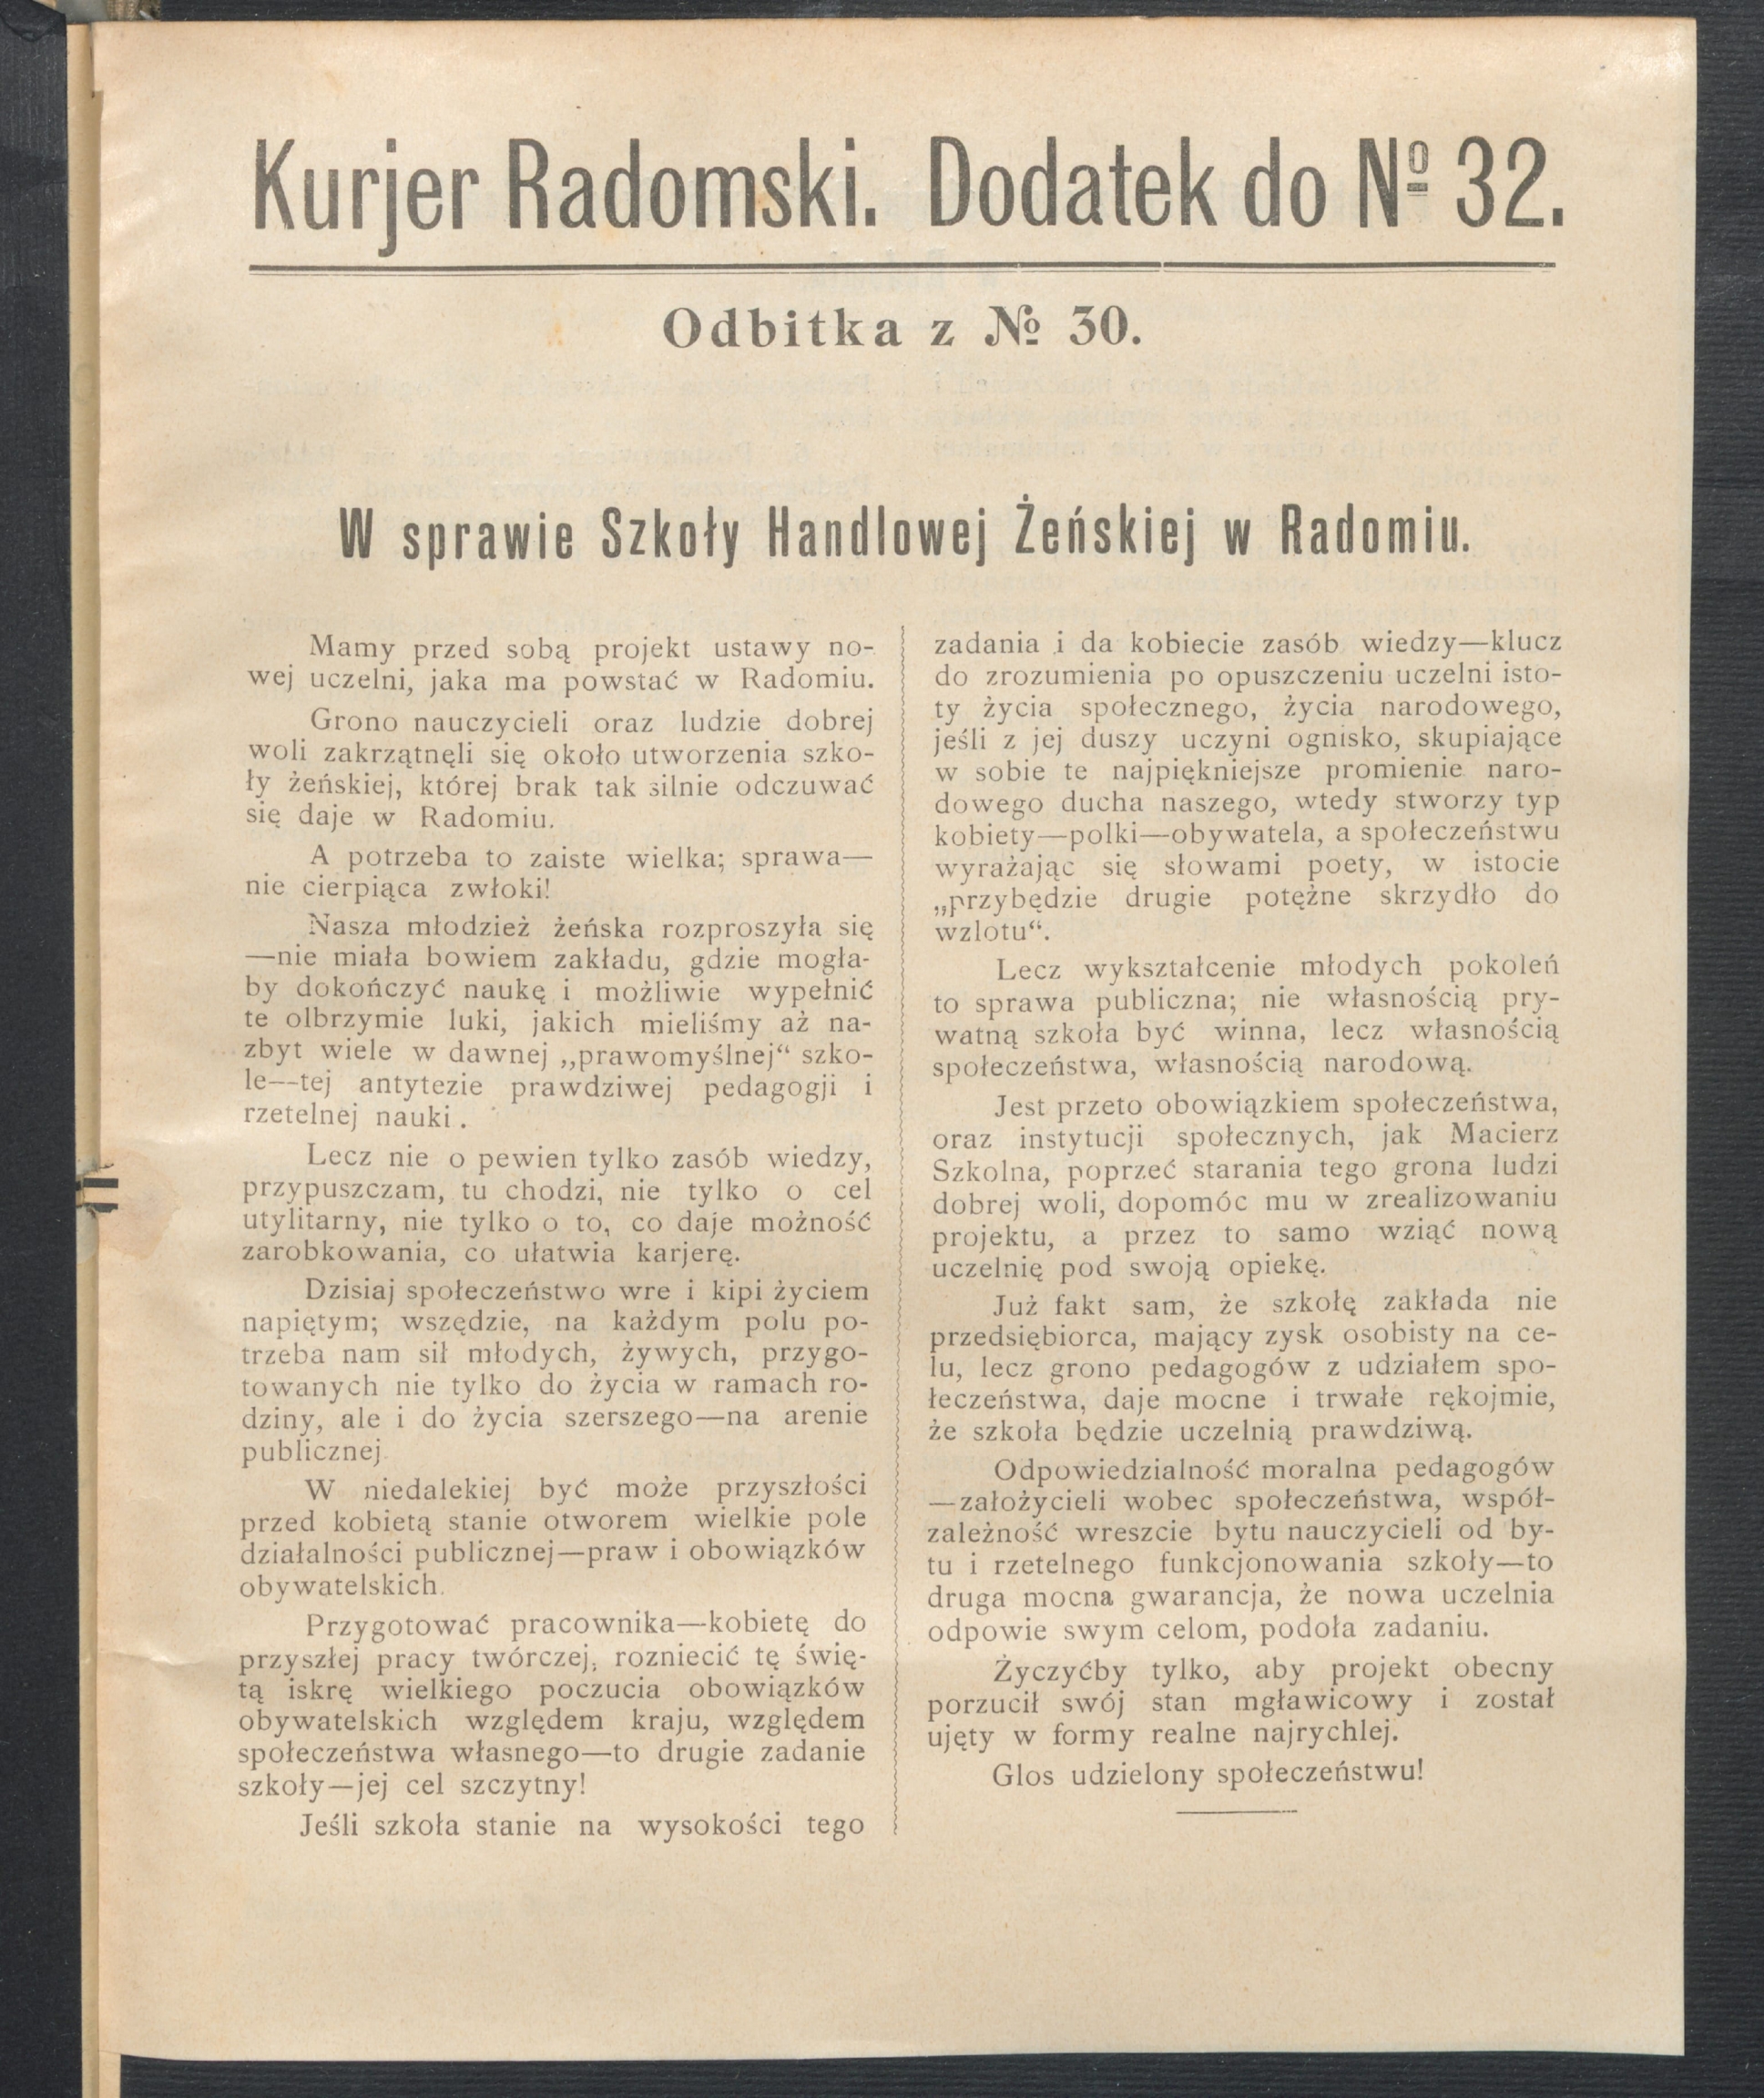 Kurjer Radomski. Dodatek do № 32.
Odbitka z № 30.
W sprawie Szkoły Handlowej Żeńskiej w Radomiu.
Mamy przed sobą projekt ustawy no-
wej uczelni, jaka ma powstać w Radomiu.
Grono nauczycieli oraz ludzie dobrej
woli zakrzątnęli się około utworzenia szko-
ły żeńskiej, której brak tak silnie odczuwać
się daje w Radomiu.
A potrzeba to zaiste wielka; sprawa—
nie cierpiąca zwłoki!
Nasza młodzież żeńska rozproszyła się
—nie miała bowiem zakładu, gdzie mogła-
by dokończyć naukę i możliwie wypełnić
te olbrzymie luki, jakich mieliśmy aż na-
zbyt wiele w dawnej „prawomyślnej“ szko-
le—tej antytezie prawdziwej pedagogji i
rzetelnej nauki.
Lecz nie o pewien tylko zasób wiedzy,
przypuszczam, tu chodzi, nie tylko o cel
utylitarny, nie tylko o to, co daje możność
zarobkowania, co ułatwia karjerę.
Dzisiaj społeczeństwo wre i kipi życiem
napiętym; wszędzie, na każdym polu po-
trzeba nam sił młodych, żywych, przygo-
towanych nie tylko do życia w ramach ro-
dziny, ale i do życia szerszego—na arenie
publicznej.
W niedalekiej być może przyszłości
przed kobietą stanie otworem wielkie pole
działalności publicznej—praw i obowiązków
obywatelskich.
Przygotować pracownika—kobietę do
przyszłej pracy twórczej, rozniecić tę świę-
tą iskrę wielkiego poczucia obowiązków
obywatelskich względem kraju, względem
społeczeństwa własnego—to drugie zadanie
szkoły—jej cel szczytny!
Jeśli szkoła stanie na wysokości tego
zadania i da kobiecie zasób wiedzy—klucz
do zrozumienia po opuszczeniu uczelni isto-
ty życia społecznego, życia narodowego,
jeśli z jej duszy uczyni ognisko, skupiające
w sobie te najpiękniejsze promienie naro-
dowego ducha naszego, wtedy stworzy typ
kobiety—polki—obywatela, a społeczeństwu
wyrażając się słowami poety, w istocie
„przybędzie drugie potężne skrzydło do
wzlotu“.
Lecz wykształcenie młodych pokoleń
to sprawa publiczna; nie własnością pry-
watną szkoła być winna, lecz własnością
społeczeństwa, własnością narodową.
Jest przeto obowiązkiem społeczeństwa,
oraz instytucji społecznych, jak Macierz
Szkolna, poprzeć starania tego grona ludzi
dobrej woli, dopomóc mu w zrealizowaniu
projektu, a przez to samo wziąć nową
uczelnię pod swoją opiekę.
Już fakt sam, że szkołę zakłada nie
przedsiębiorca, mający zysk osobisty na ce-
lu, lecz grono pedagogów z udziałem spo-
łeczeństwa, daje mocne i trwałe rękojmie,
że szkoła będzie uczelnią prawdziwą.
Odpowiedzialność moralna pedagogów
—założycieli wobec społeczeństwa, współ-
zależność wreszcie bytu nauczycieli od by-
tu i rzetelnego funkcjonowania szkoły—to
druga mocna gwarancja, że nowa uczelnia
odpowie swym celom, podoła zadaniu.
Życzyćby tylko, aby projekt obecny
porzucił swój stan mgławicowy i został
ujęty w formy realne najrychlej.
Glos udzielony społeczeństwu!